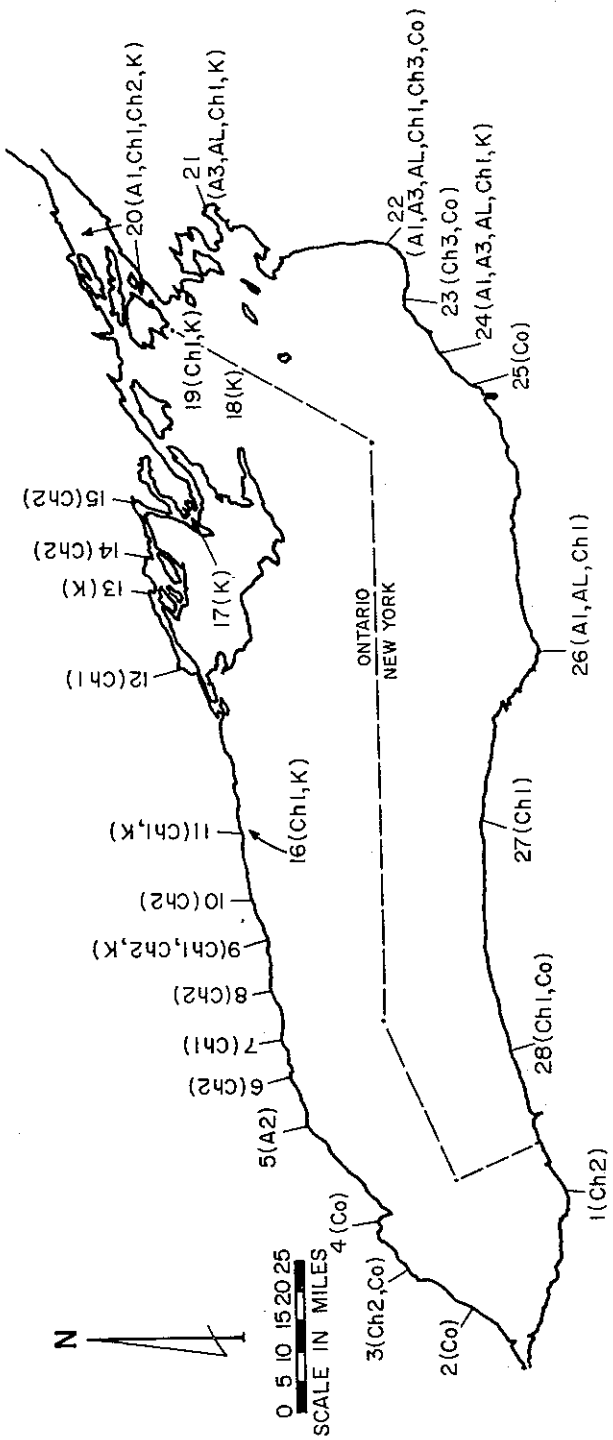 N
0 5 10 15 20 25
SCALE IN MILES
1(Ch2)
2(Co)
3(Ch2,Co)
4(Co)
5(A2)
6(Ch2)
7(Ch1)
8(Ch2)
9(Ch1,Ch2,K)
10(Ch2)
11(Ch1,K)
16(Ch1,K)
12(Ch1)
13(K)
14(Ch2)
15(Ch2)
17(K)
18(K)
19(Ch1,K)
20(A1,Ch1,Ch2,K)
21
(A3,AL,Ch1,K)
22
(A1,A3,AL,Ch1,Ch3,Co)
23(Ch3,Co)
24(A1,A3,AL,Ch1,K)
25(Co)
26(A1,AL,Ch1)
27(Ch1)
28(Ch1,Co)
ONTARIO
NEW YORK